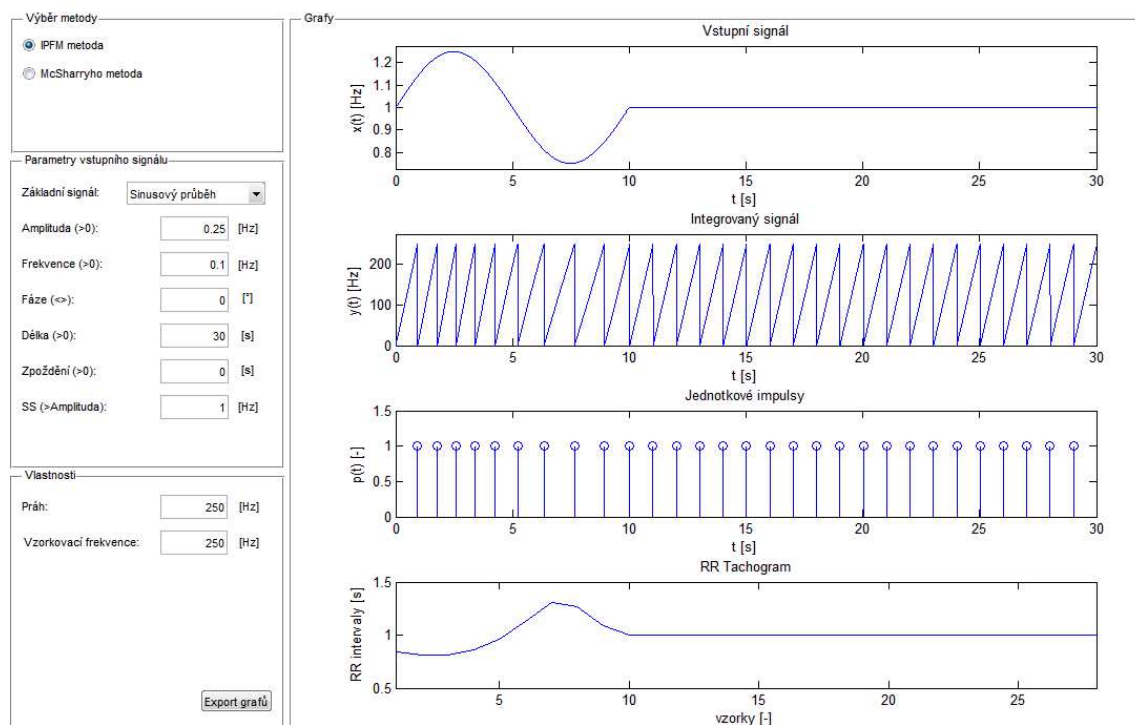 Výběr metody
IPFM metoda
McSharryho metoda
Parametry vstupního signálu
Základní signál: Sinusový průběh
Amplituda (>0): 0.25 [Hz]
Frekvence (>0): 0.1 [Hz]
Fáze (<>): 0 [°]
Délka (>0): 30 [s]
Zpoždění (>0): 0 [s]
SS (>Amplituda): 1 [Hz]
Vlastnosti
Práh: 250 [Hz]
Vzorkovací frekvence: 250 [Hz]
Export grafů
Grafy
Vstupní signál
x(t) [Hz]
1.2
1.1
1
0.9
0.8
0 5 10 15 20 25 30
t [s]
Integrovaný signál
y(t) [Hz]
200
100
0
0 5 10 15 20 25 30
t [s]
Jednotkové impulsy
p(t) [-]
1.5
1
0.5
0
0 5 10 15 20 25 30
t [s]
RR Tachogram
RR intervaly [s]
1.5
1
0.5
5 10 15 20 25
vzorky [-]